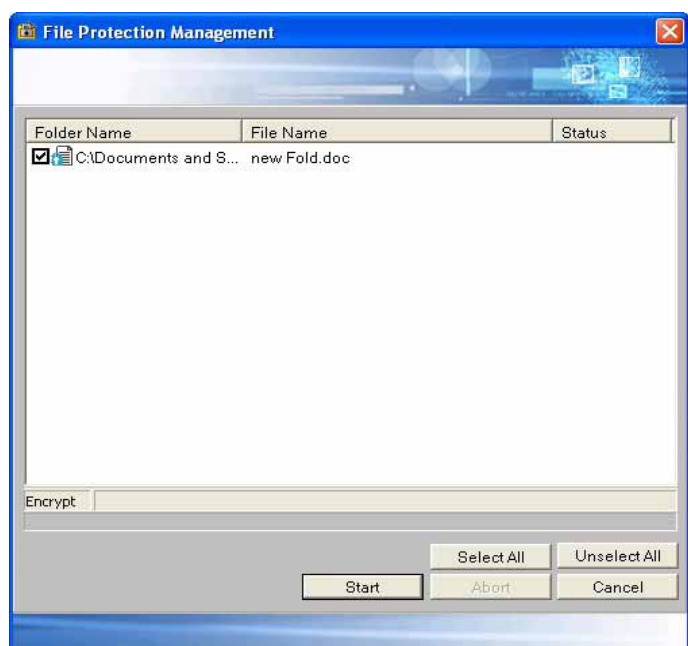 File Protection Management
Folder Name File Name Status
C:\Documents and S... new Fold.doc
Encrypt
Select All Unselect All
Start Abort Cancel